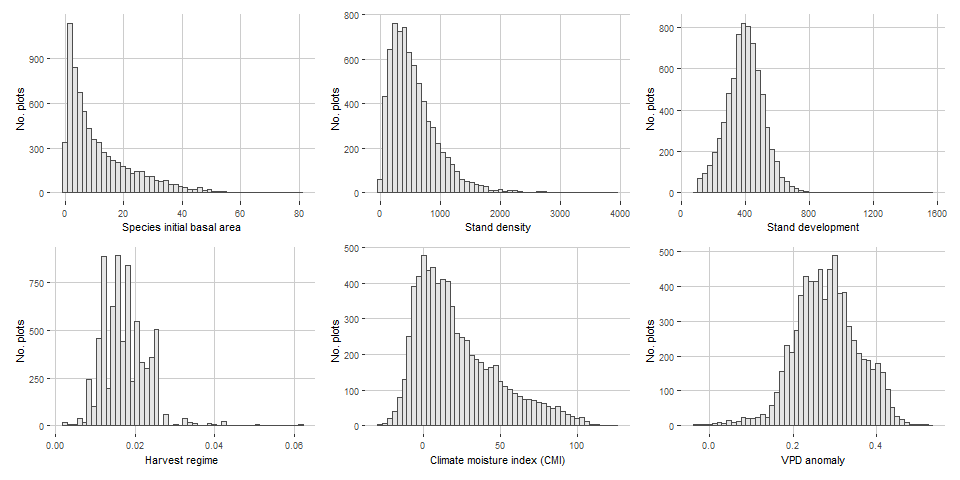 No. plots
900
600
300
0
0 20 40 60 80
Species initial basal area
No. plots
800
600
400
200
0
0 1000 2000 3000 4000
Stand density
No. plots
800
600
400
200
0
0 400 800 1200 1600
Stand development
No. plots
750
500
250
0
0.00 0.02 0.04 0.06
Harvest regime
No. plots
500
400
300
200
100
0
0 50 100
Climate moisture index (CMI)
No. plots
500
400
300
200
100
0
0.0 0.2 0.4
VPD anomaly